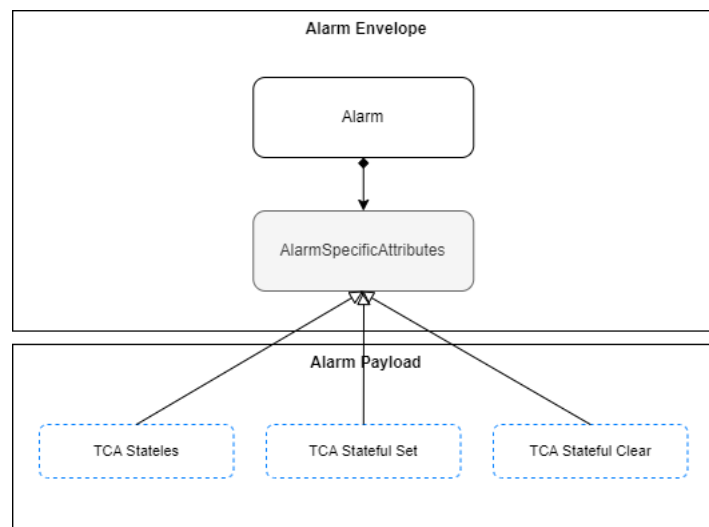 Alarm Envelope
Alarm
AlarmSpecificAttributes
Alarm Payload
TCA Stateles
TCA Stateful Set
TCA Stateful Clear